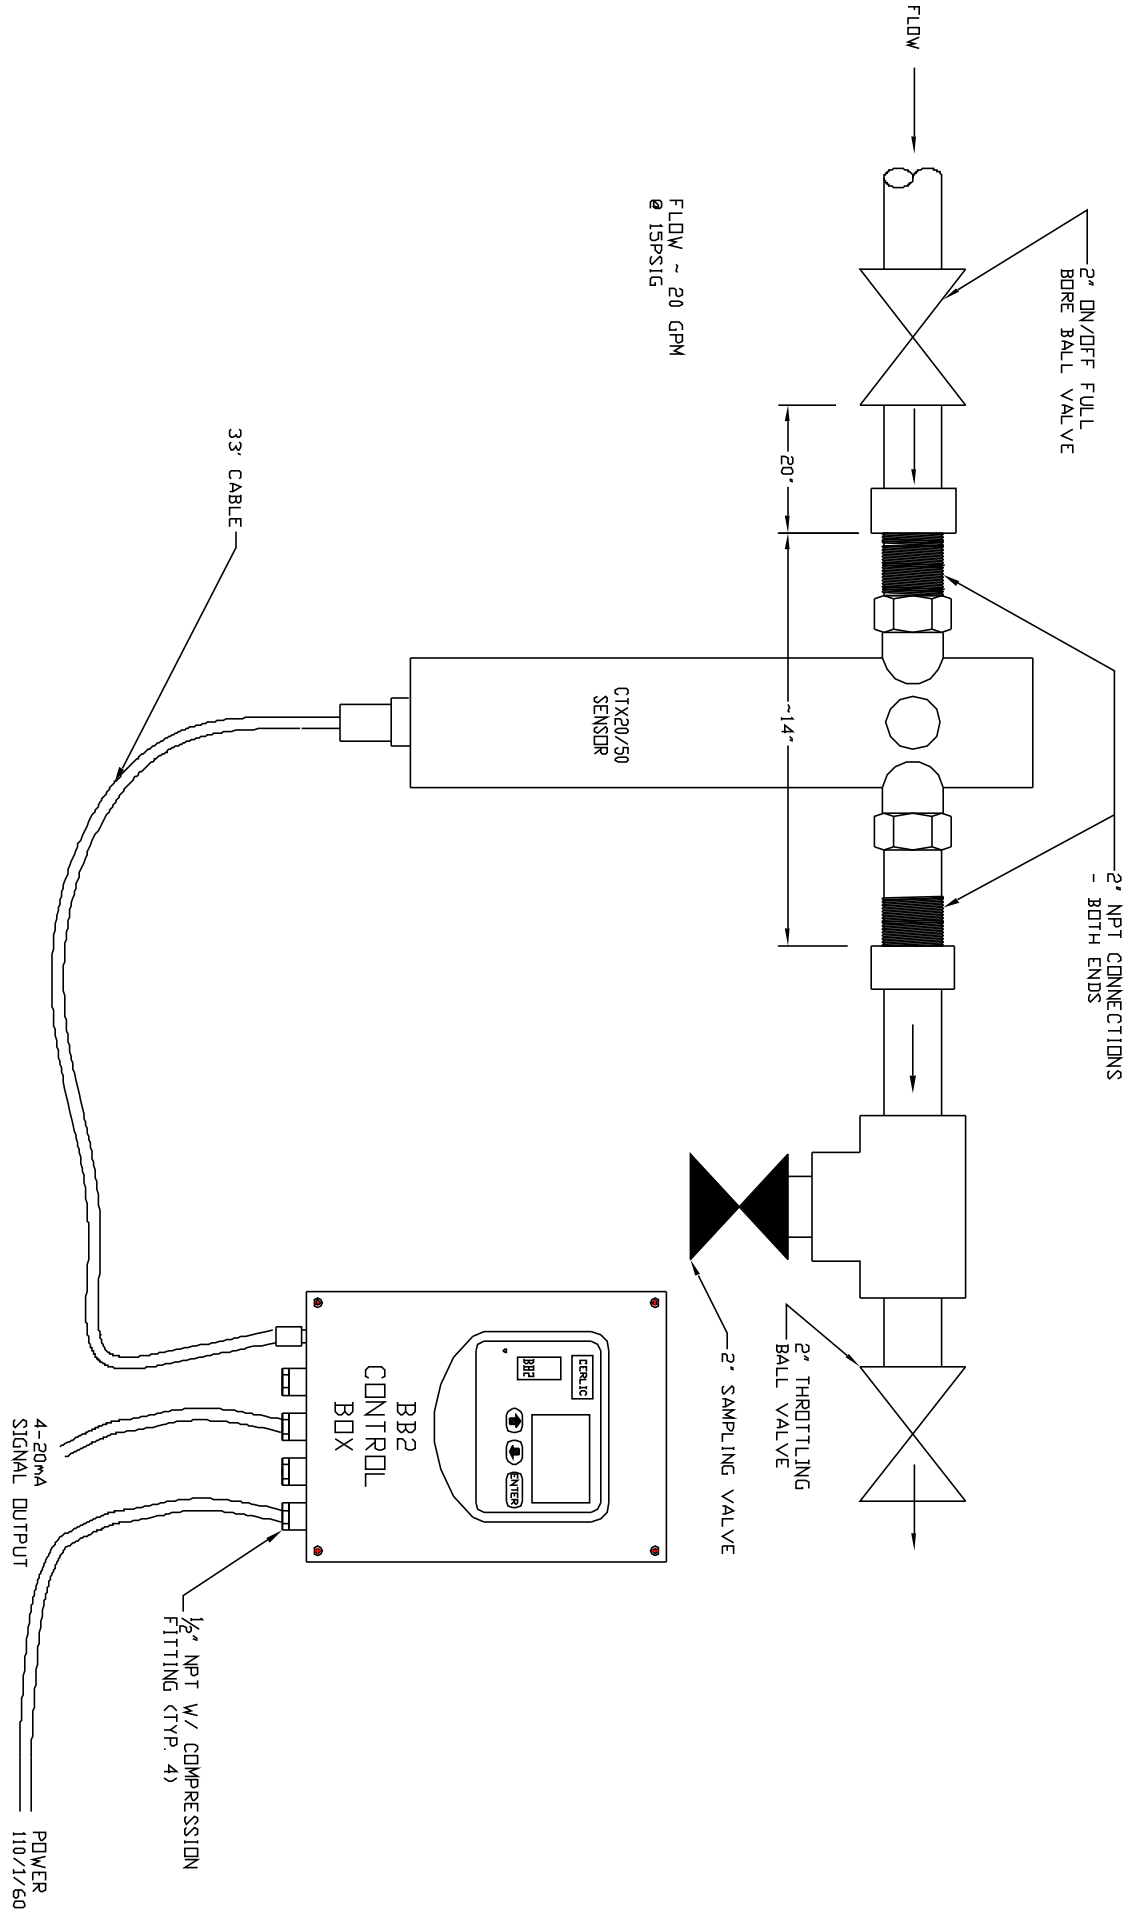 FLOW
2" ON/OFF FULL
BORE BALL VALVE
2" NPT CONNECTIONS
- BOTH ENDS
20"
~14"
FLOW ~ 20 GPM
@ 15PSIG
CTX20/50
SENSOR
33' CABLE
2" THROTTLING
BALL VALVE
2" SAMPLING VALVE
CERLIC
BB2
ENTER
BB2
CONTROL
BOX
4-20mA
SIGNAL OUTPUT
1/2" NPT W/ COMPRESSION
FITTING (TYP. 4)
POWER
110/1/60